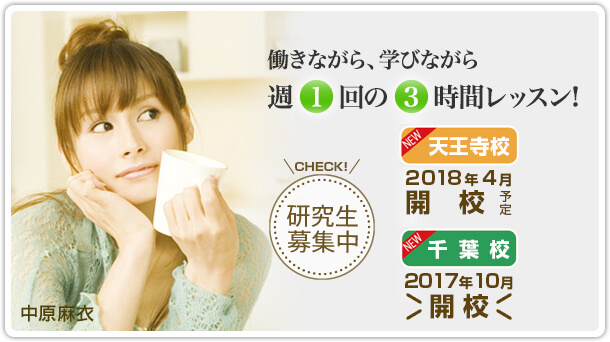 働きながら、学びながら
週1回の3時間レッスン!
NEW 天王寺校
2018年4月
開校 予定
CHECK!
研究生
募集中
NEW 千葉校
2017年10月
開校
中原麻衣